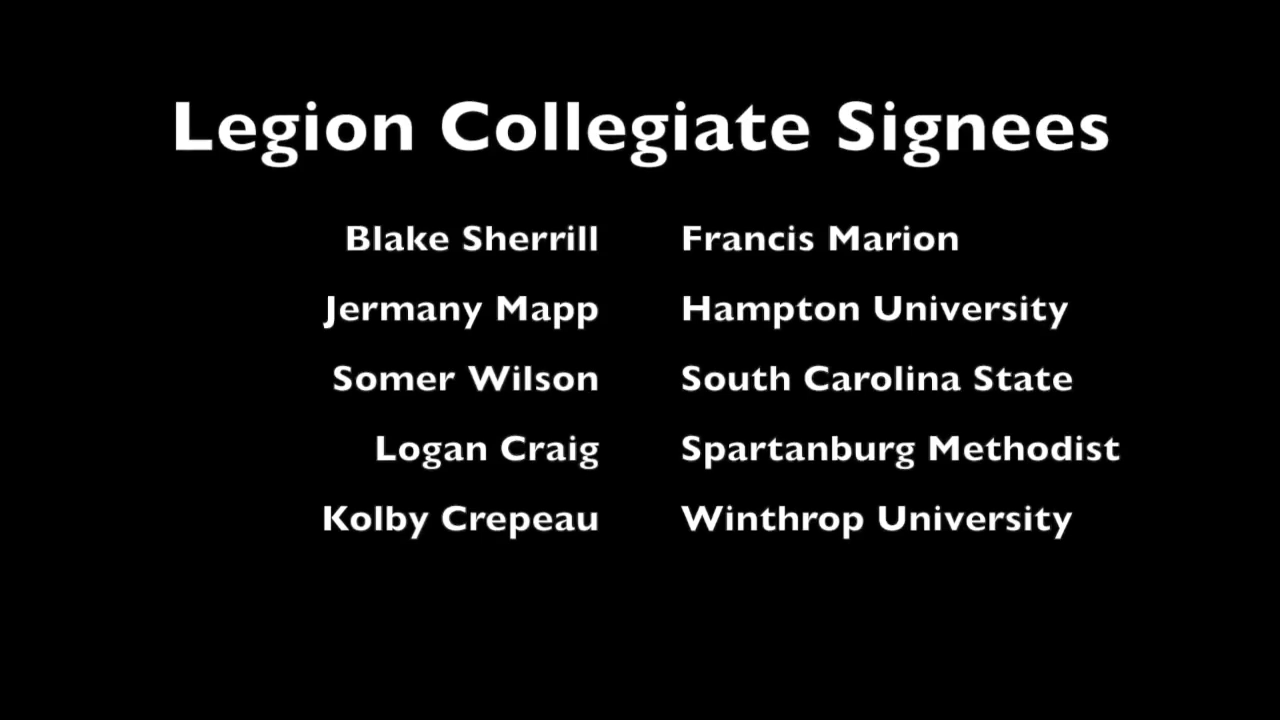 Legion Collegiate Signees
Blake Sherrill Francis Marion
Jermany Mapp Hampton University
Somer Wilson South Carolina State
Logan Craig Spartanburg Methodist
Kolby Crepeau Winthrop University